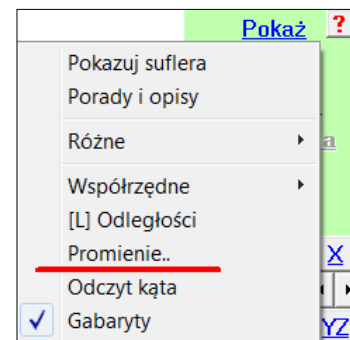 Pokaż ?
Pokazuj suflera
Porady i opisy
Różne
a
Współrzędne
[L] Odległości
Promienie..
X
Odczyt kąta
Gabaryty
YZ